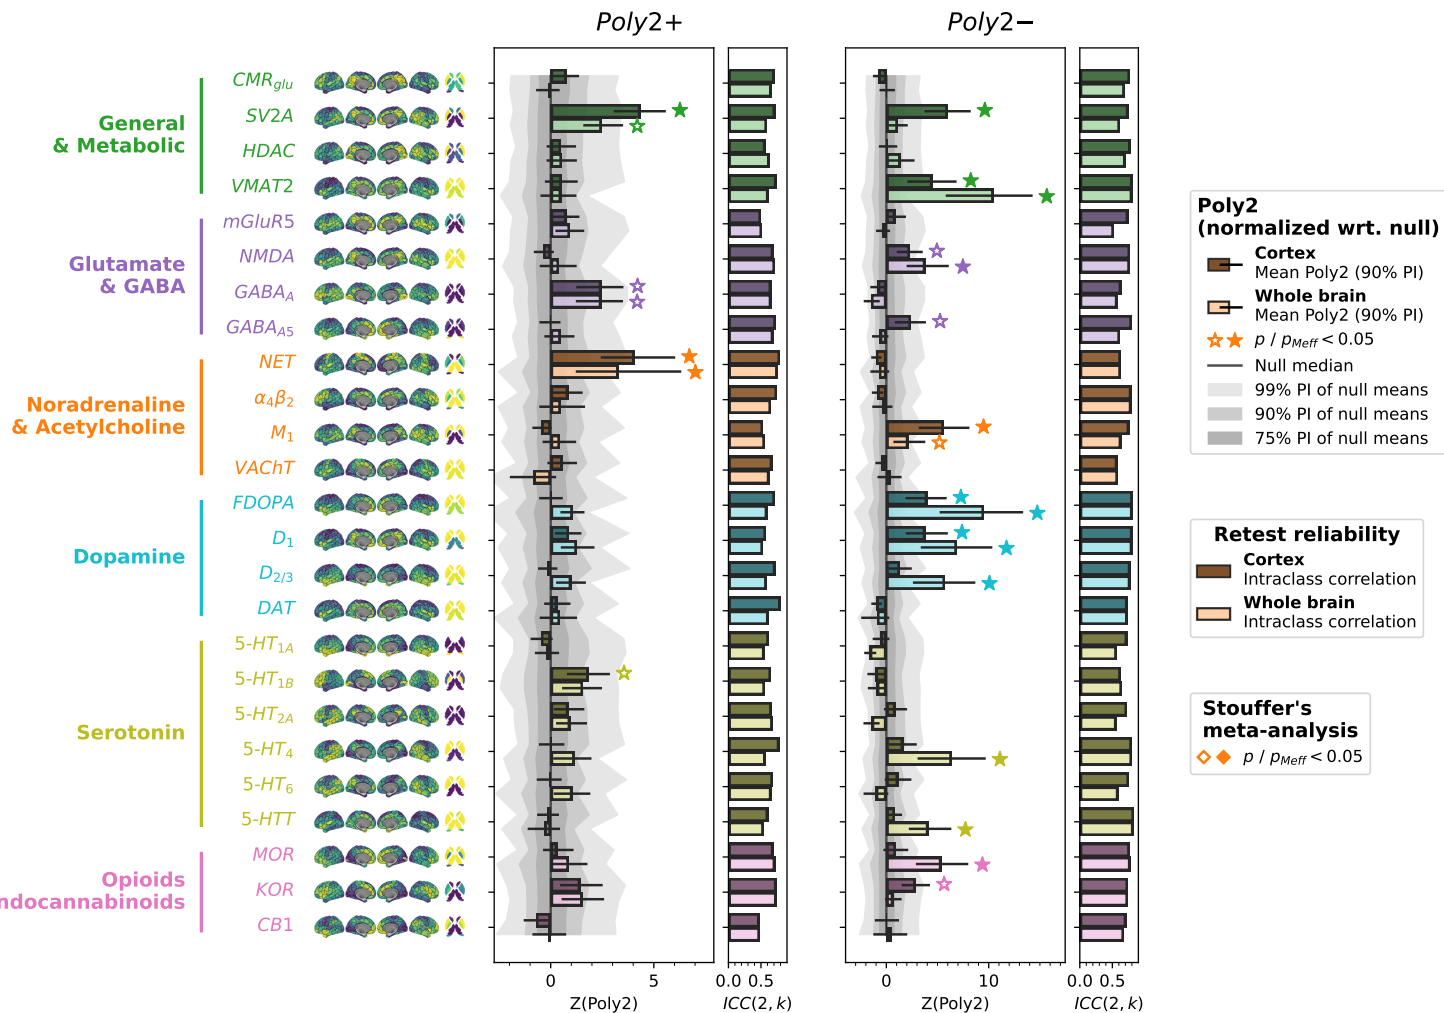 Poly2+
Poly2−
General
& Metabolic
CMRglu
SV2A
HDAC
VMAT2
Glutamate
& GABA
mGluR5
NMDA
GABAA
GABAA5
Noradrenaline
& Acetylcholine
NET
α4β2
M1
VAChT
Dopamine
FDOPA
D1
D2/3
DAT
Serotonin
5-HT1A
5-HT1B
5-HT2A
5-HT4
5-HT6
5-HTT
Opioids
ndocannabinoids
MOR
KOR
CB1
0 5
Z(Poly2)
0.0 0.5
ICC(2, k)
0 10
Z(Poly2)
0.0 0.5
ICC(2, k)
Poly2
(normalized wrt. null)
Cortex
Mean Poly2 (90% PI)
Whole brain
Mean Poly2 (90% PI)
p / pMeff < 0.05
Null median
99% PI of null means
90% PI of null means
75% PI of null means
Retest reliability
Cortex
Intraclass correlation
Whole brain
Intraclass correlation
Stouffer's
meta-analysis
p / pMeff < 0.05